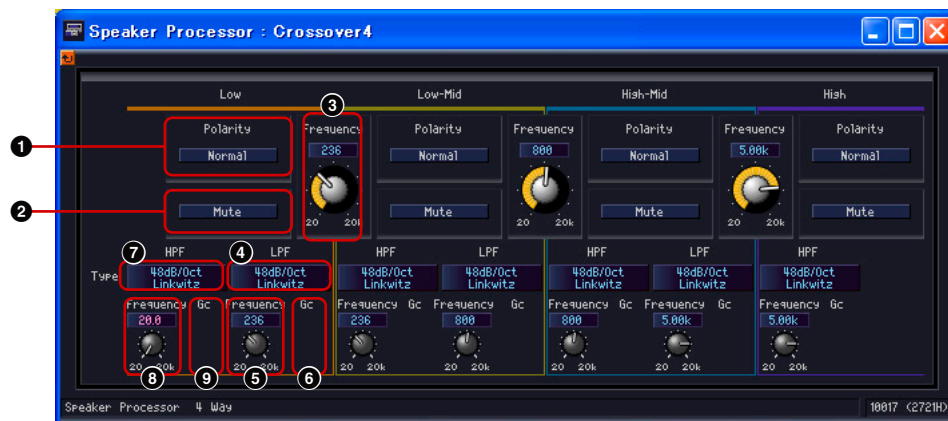 Speaker Processor : Crossover4
Low Low-Mid High-Mid High
3
1 Polarity Frequency Polarity Frequency Polarity Frequency Polarity
Normal 236 Normal 800 Normal 5.00k Normal
2 Mute Mute Mute Mute
20 20k 20 20k 20 20k
7 HPF 4 LPF HPF LPF HPF LPF HPF
Type 48dB/Oct 48dB/Oct 48dB/Oct 48dB/Oct 48dB/Oct 48dB/Oct 48dB/Oct
Linkwitz Linkwitz Linkwitz Linkwitz Linkwitz Linkwitz Linkwitz
Frequency Gc Frequency Gc Frequency Gc Frequency Gc Frequency Gc Frequency Gc Frequency Gc
20.0 236 236 800 800 5.00k 5.00k
20 20k 20 20k 20 20k 20 20k 20 20k 20 20k 20 20k
8 9 5 6
Speaker Processor 4 Way 10017 (2721H)